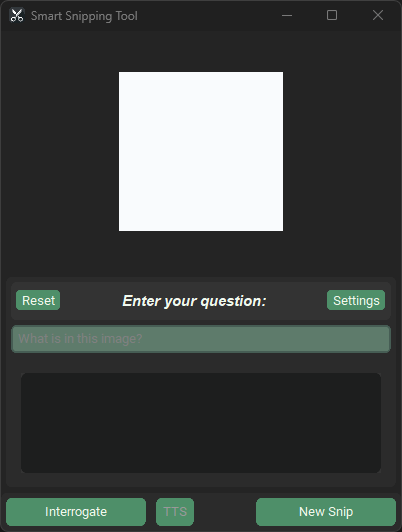 Smart Snipping Tool
Reset Enter your question: Settings
What is in this image?
Interrogate TTS New Snip